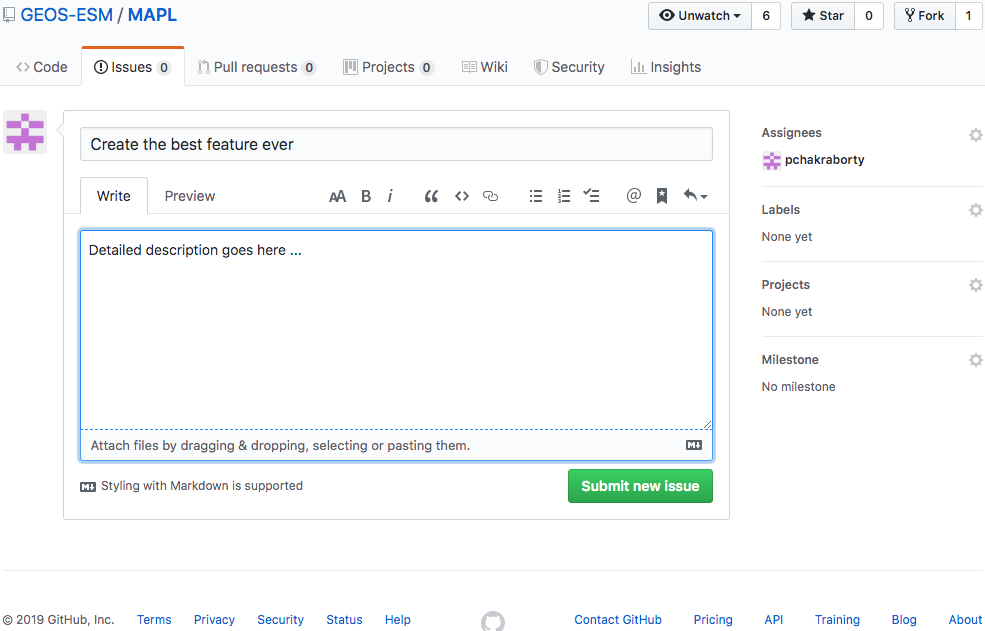 GEOS-ESM / MAPL
Unwatch 6 Star 0 Fork 1
Code Issues 0 Pull requests 0 Projects 0 Wiki Security Insights
Create the best feature ever
Write Preview AA B i “ <> @
Detailed description goes here ...
Attach files by dragging & dropping, selecting or pasting them. M↓
M↓ Styling with Markdown is supported
Submit new issue
Assignees
pchakraborty
Labels
None yet
Projects
None yet
Milestone
No milestone
© 2019 GitHub, Inc. Terms Privacy Security Status Help Contact GitHub Pricing API Training Blog About